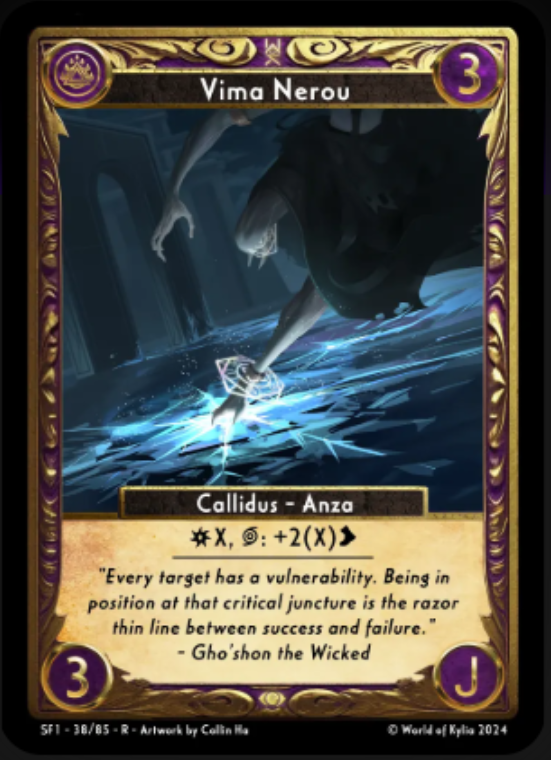 3
Vima Nerou
Callidus - Anza
X, : +2(X)
"Every target has a vulnerability. Being in
position at that critical juncture is the razor
thin line between success and failure."
- Gho'shon the Wicked
3
J
SF1 - 38/85 - R - Artwork by Collin Ha
© World of Kylia 2024